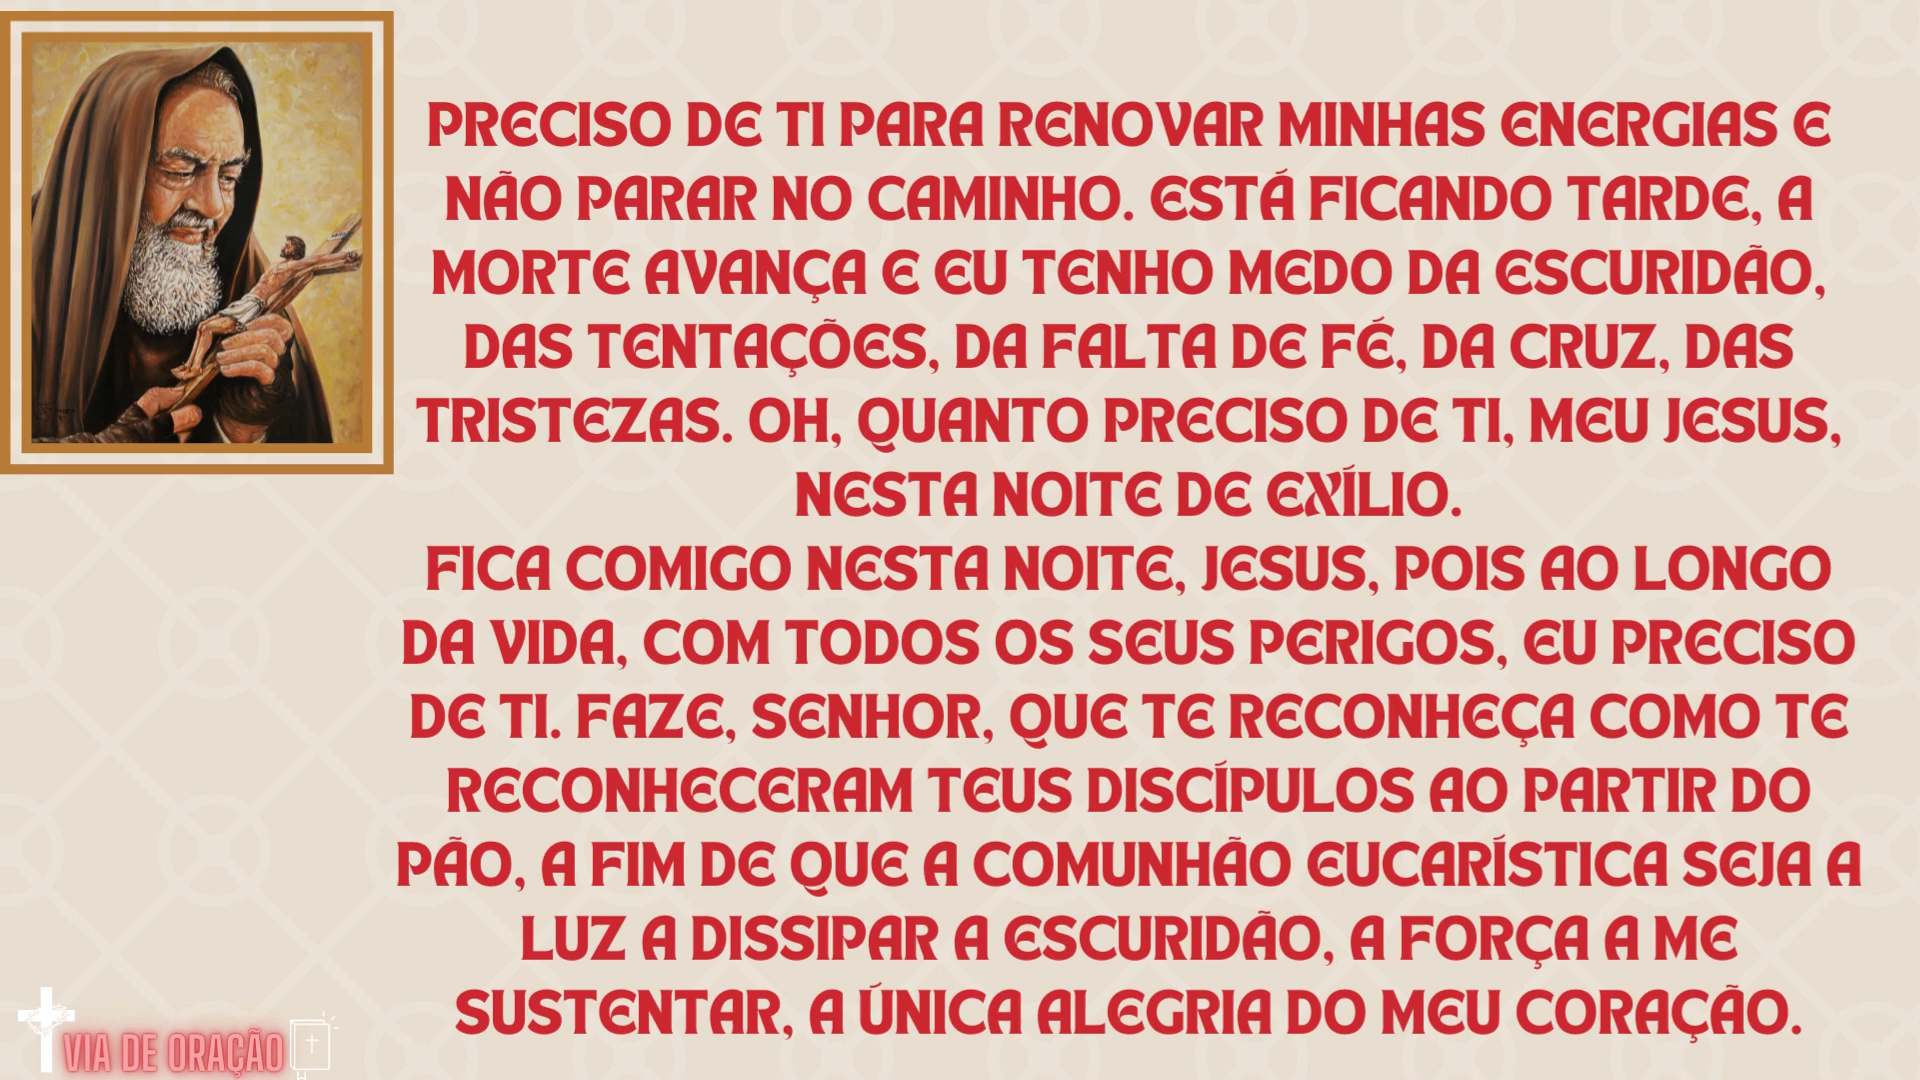 PRECISO DE TI PARA RENOVAR MINHAS ENERGIAS E
NÃO PARAR NO CAMINHO. ESTÁ FICANDO TARDE, A
MORTE AVANÇA E EU TENHO MEDO DA ESCURIDÃO,
DAS TENTAÇÕES, DA FALTA DE FÉ, DA CRUZ, DAS
TRISTEZAS. OH, QUANTO PRECISO DE TI, MEU JESUS,
NESTA NOITE DE EXÍLIO.
FICA COMIGO NESTA NOITE, JESUS, POIS AO LONGO
DA VIDA, COM TODOS OS SEUS PERIGOS, EU PRECISO
DE TI. FAZE, SENHOR, QUE TE RECONHEÇA COMO TE
RECONHECERAM TEUS DISCÍPULOS AO PARTIR DO
PÃO, A FIM DE QUE A COMUNHÃO EUCARÍSTICA SEJA A
LUZ A DISSIPAR A ESCURIDÃO, A FORÇA A ME
SUSTENTAR, A ÚNICA ALEGRIA DO MEU CORAÇÃO.
VIA DE ORAÇÃO